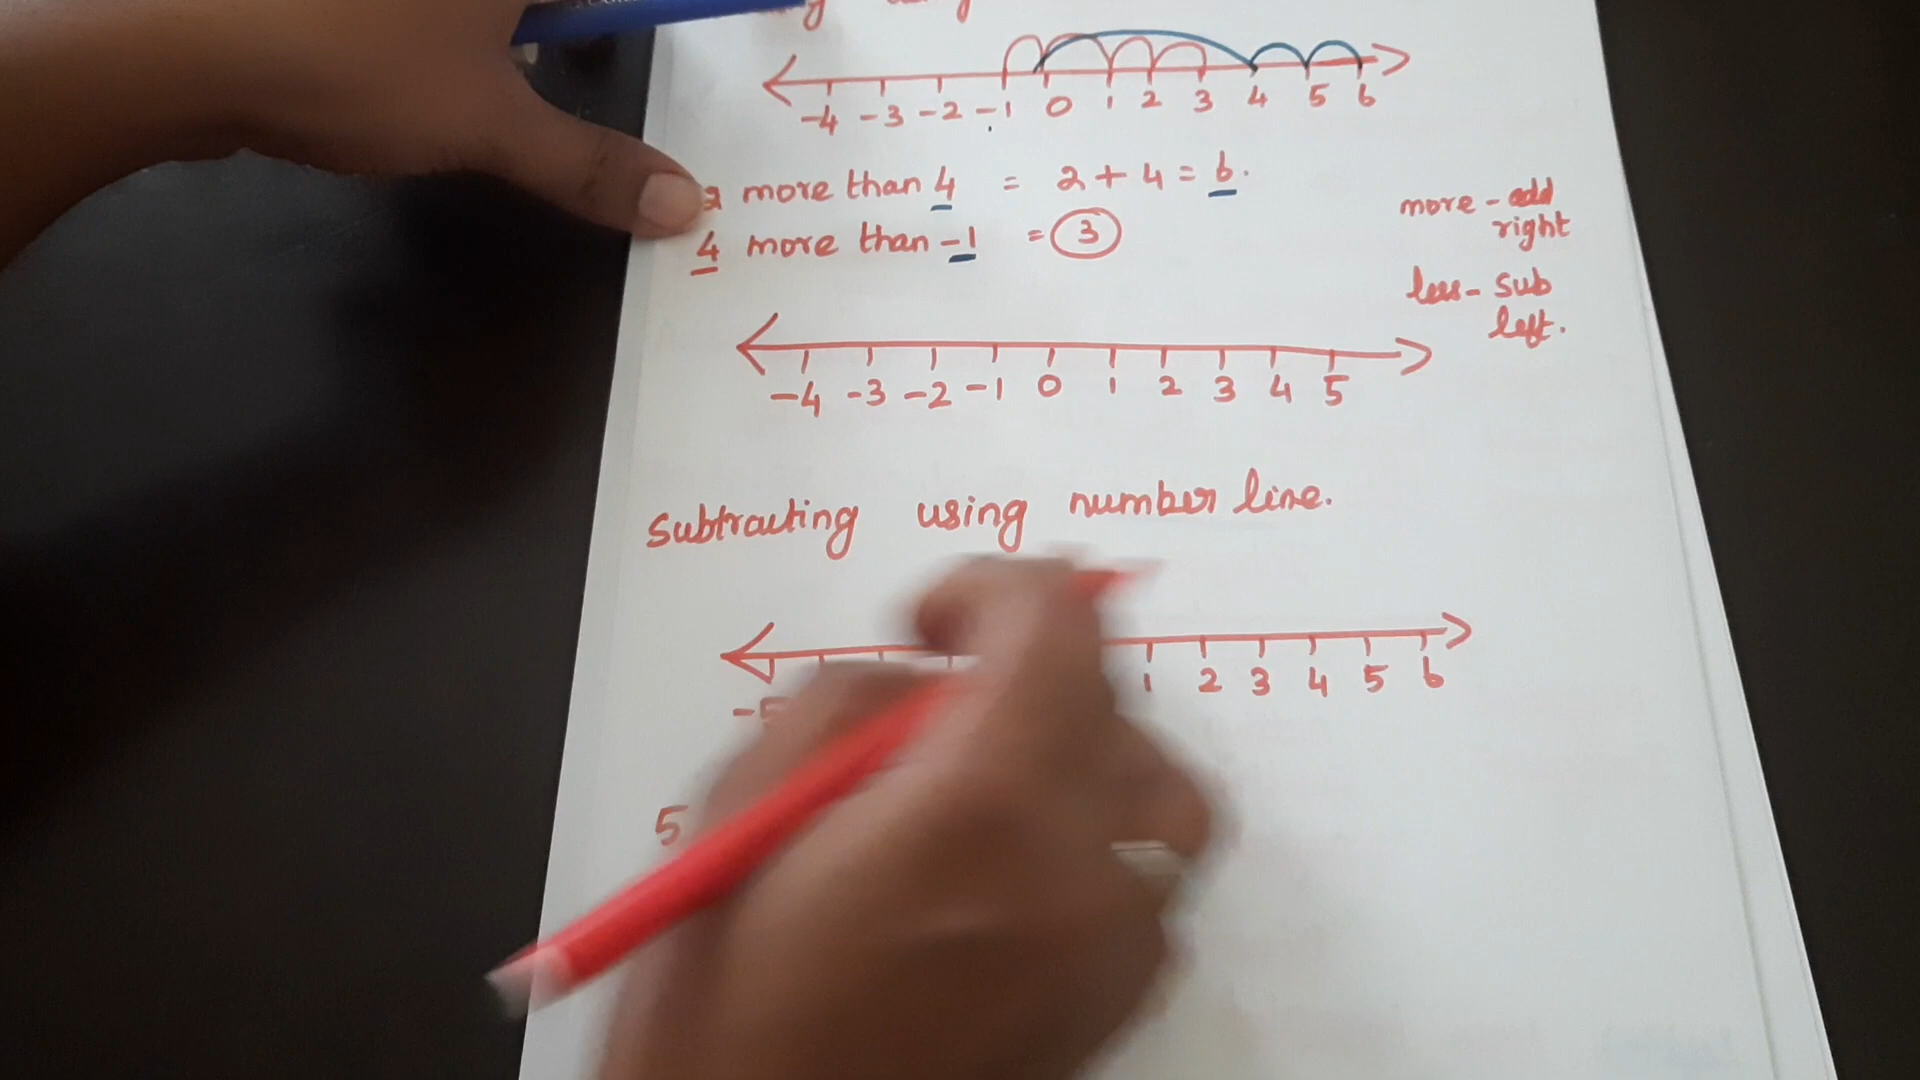 -4 -3 -2 -1 0 1 2 3 4 5 6
2 more than 4 = 2 + 4 = 6.
4 more than -1 = 3
more - add
right
less - sub
left.
-4 -3 -2 -1 0 1 2 3 4 5
Subtracting using number line.
-5 1 2 3 4 5 6
5